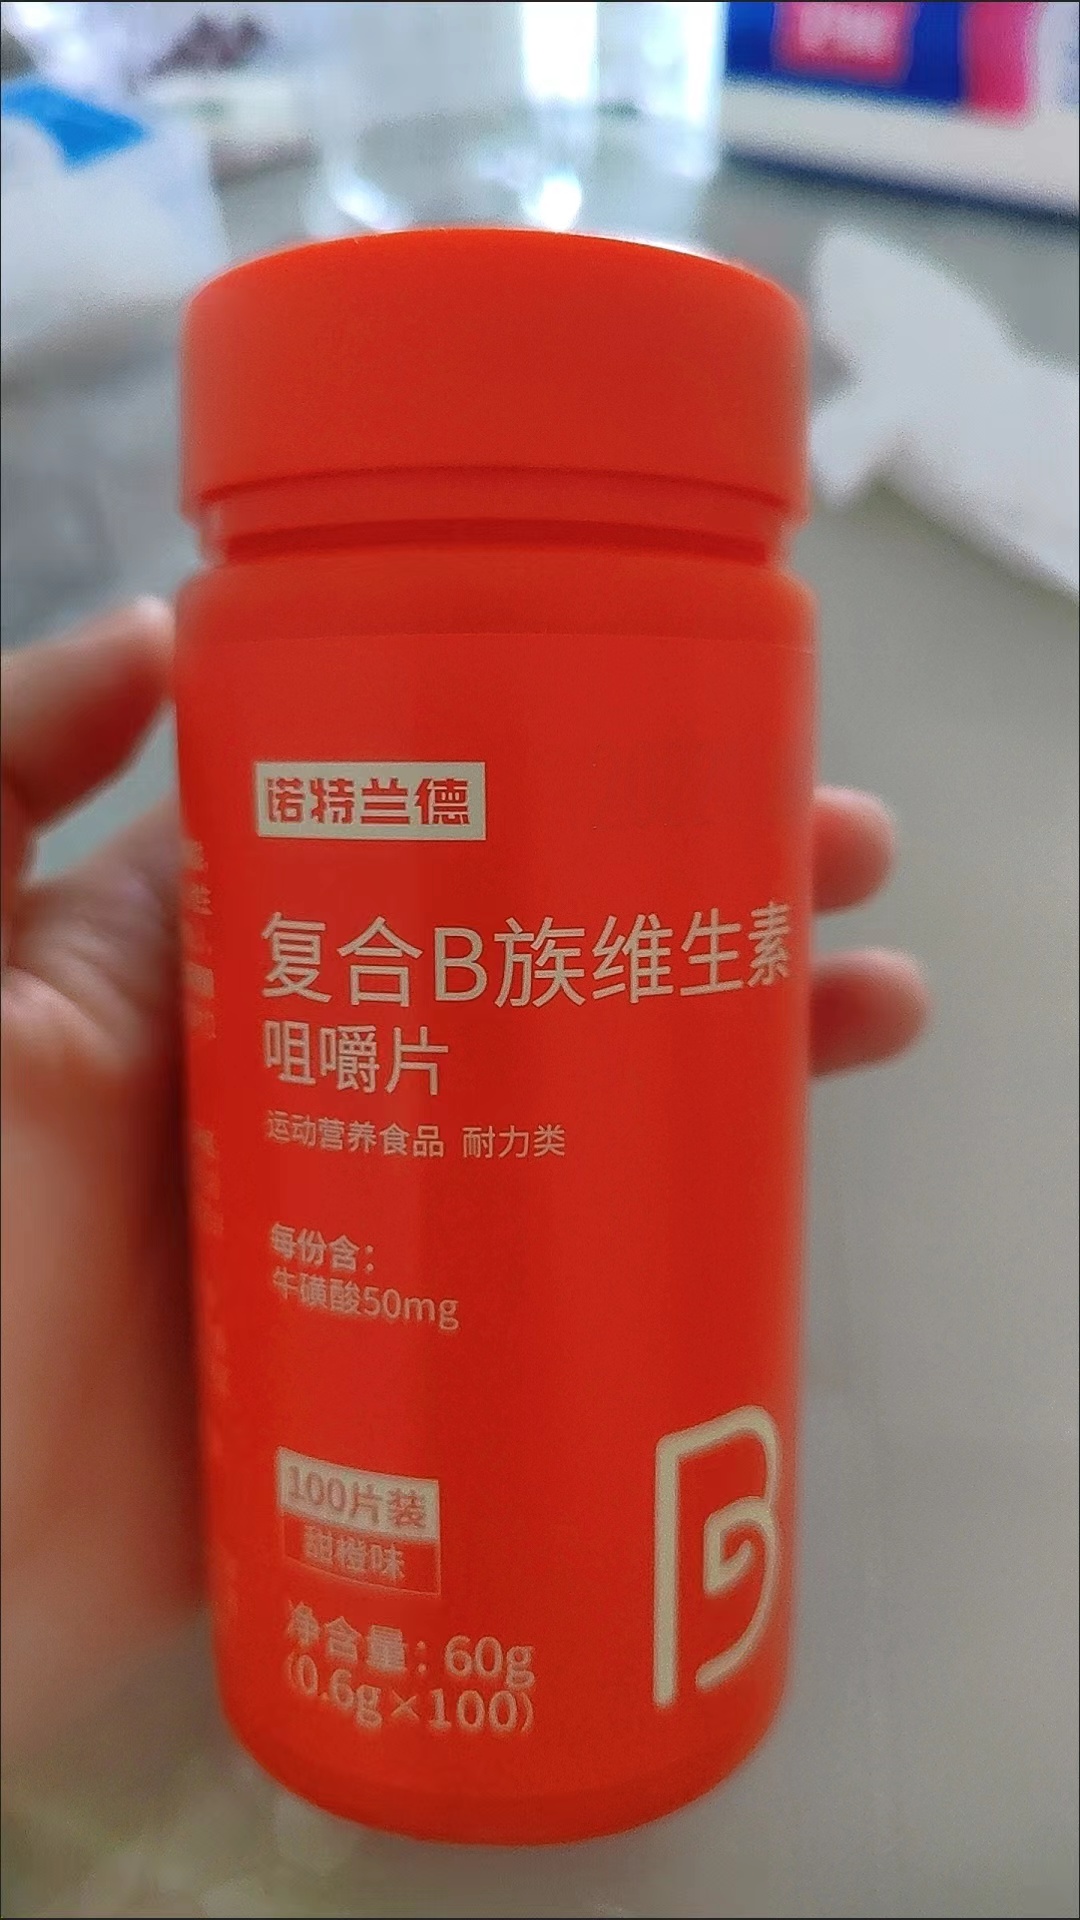 诺特兰德
复合B族维生素
咀嚼片
运动营养食品 耐力类
每份含：
牛磺酸50mg
100片装
甜橙味
净含量：60g
(0.6g×100)